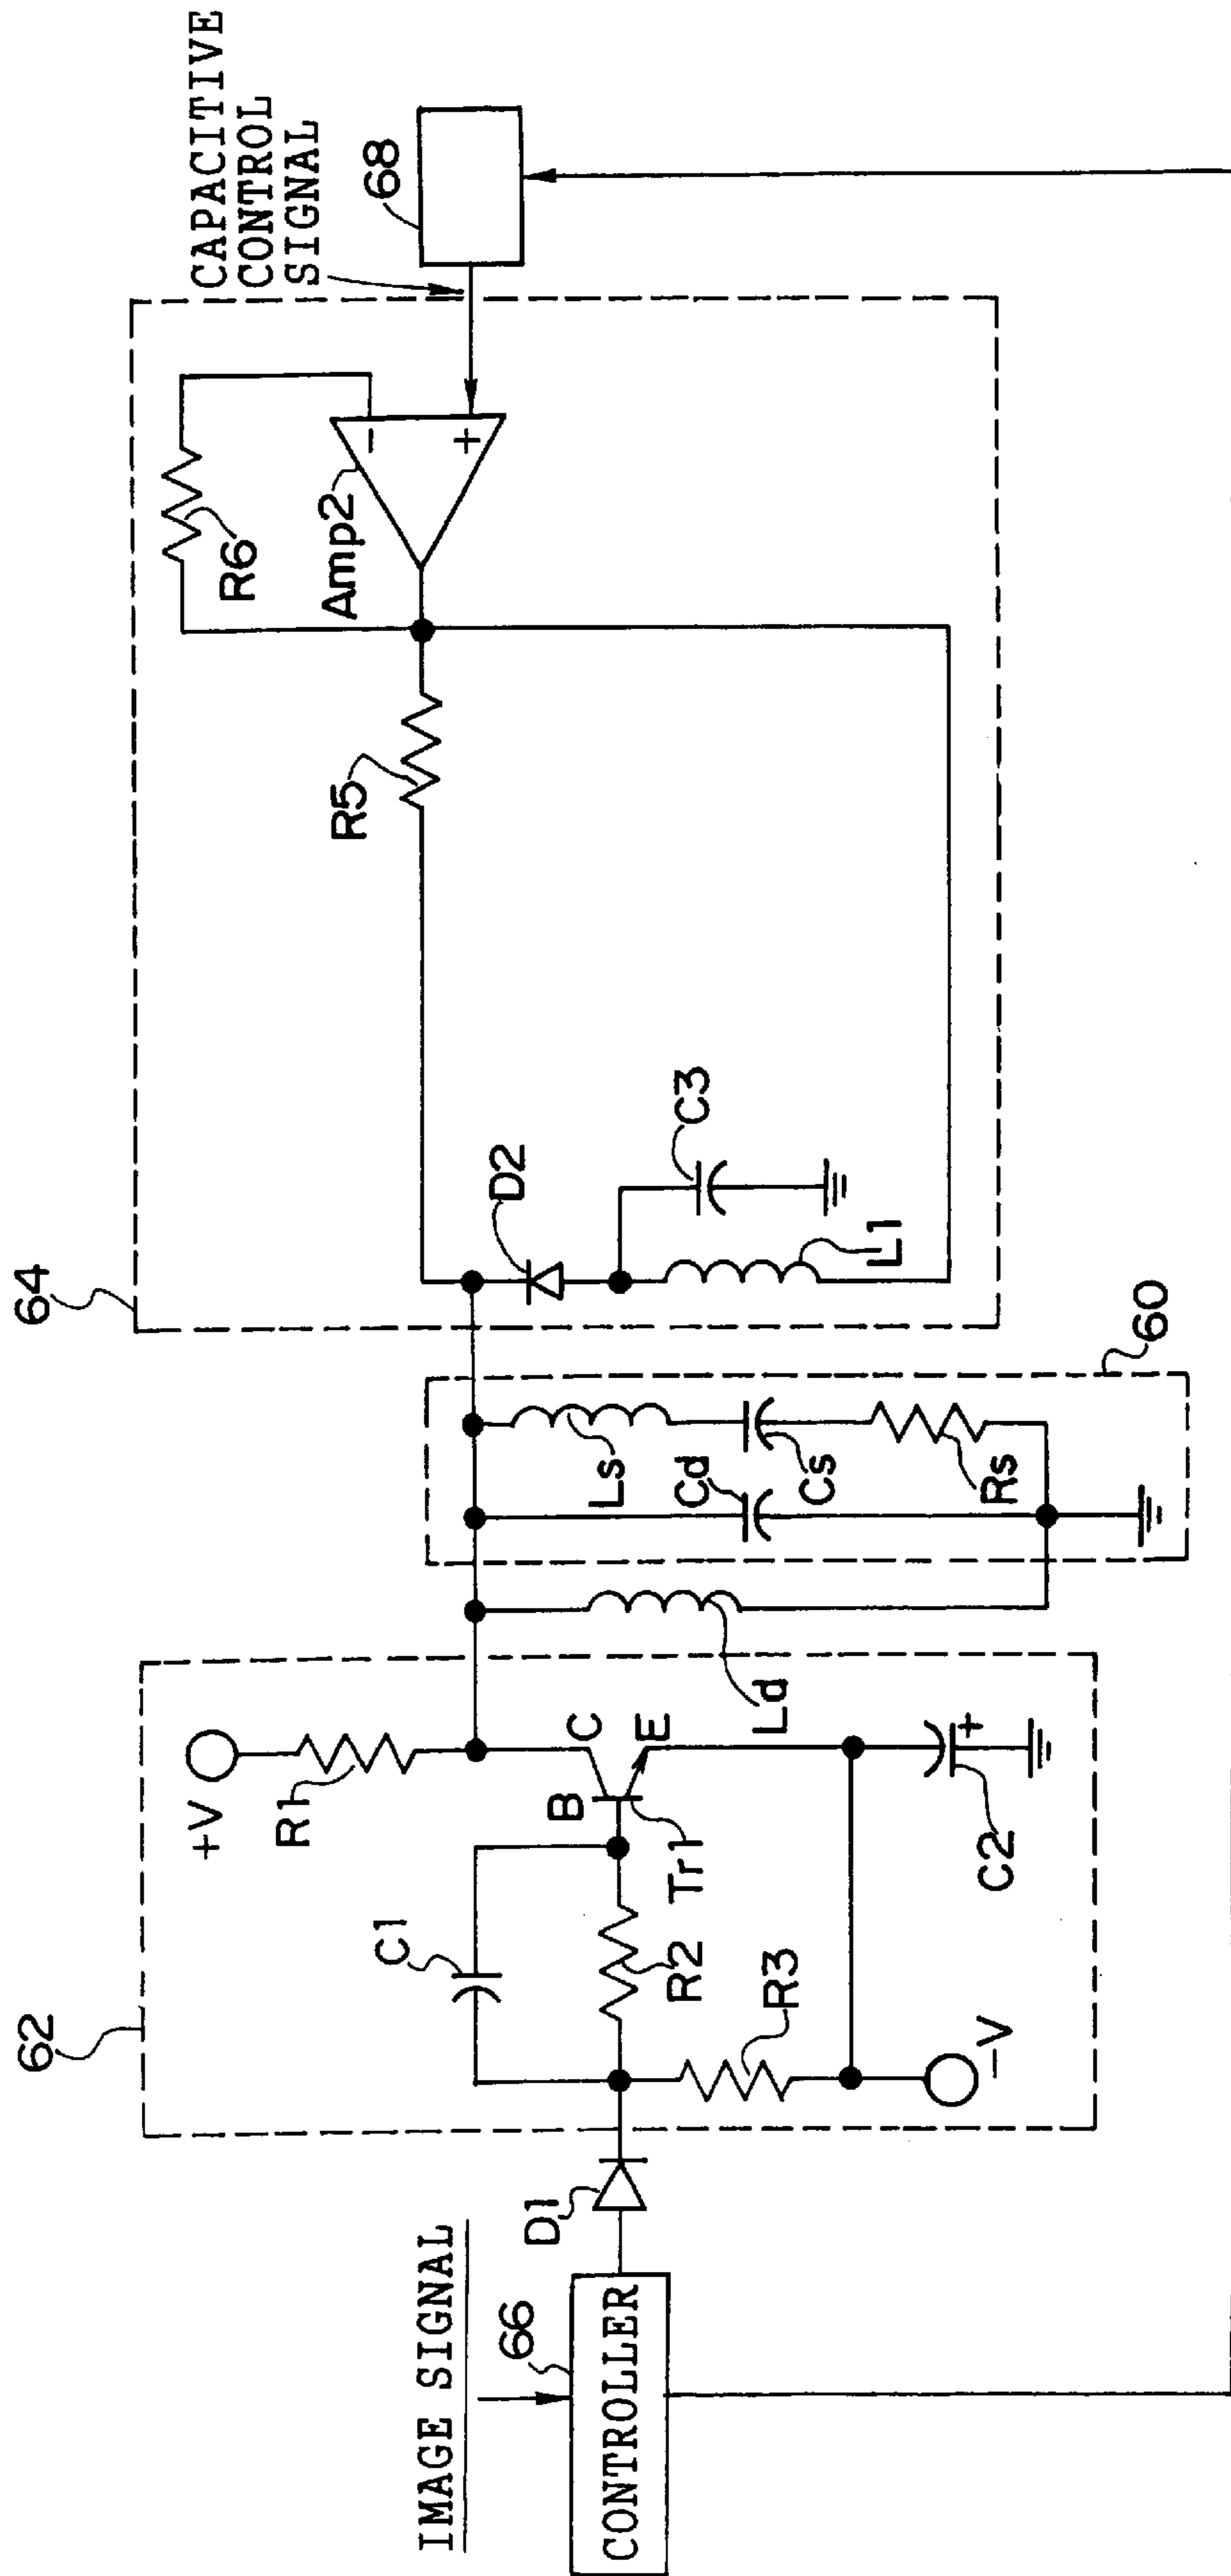 62
64
IMAGE SIGNAL
66
CONTROLLER
D1
C1
R2
R3
−V
+V
R1
B
C
E
Tr1
C2
+
Ld
Ls
Cd
Cs
Rs
60
D2
C3
L1
R5
R6
Amp2
−
+
CAPACITIVE
CONTROL
SIGNAL
68